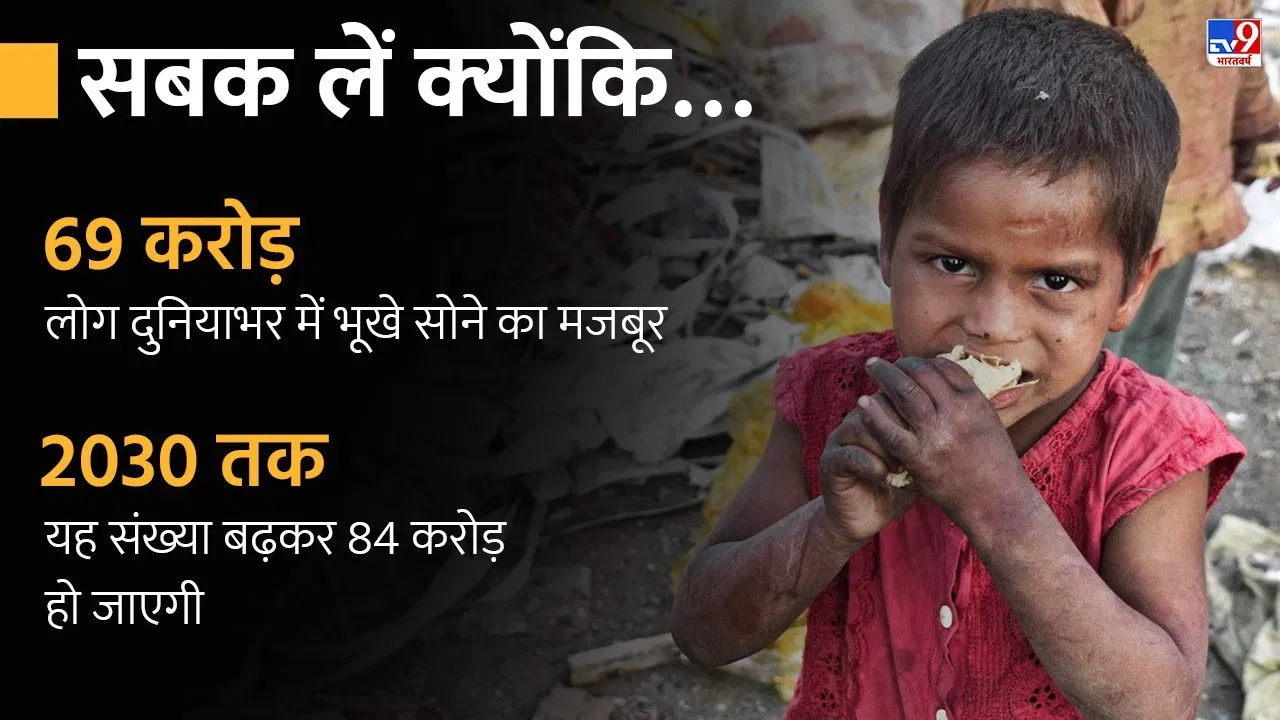 सबक लें क्योंकि...
TV9
भारतवर्ष
69 करोड़
लोग दुनियाभर में भूखे सोने का मजबूर
2030 तक
यह संख्या बढ़कर 84 करोड़
हो जाएगी